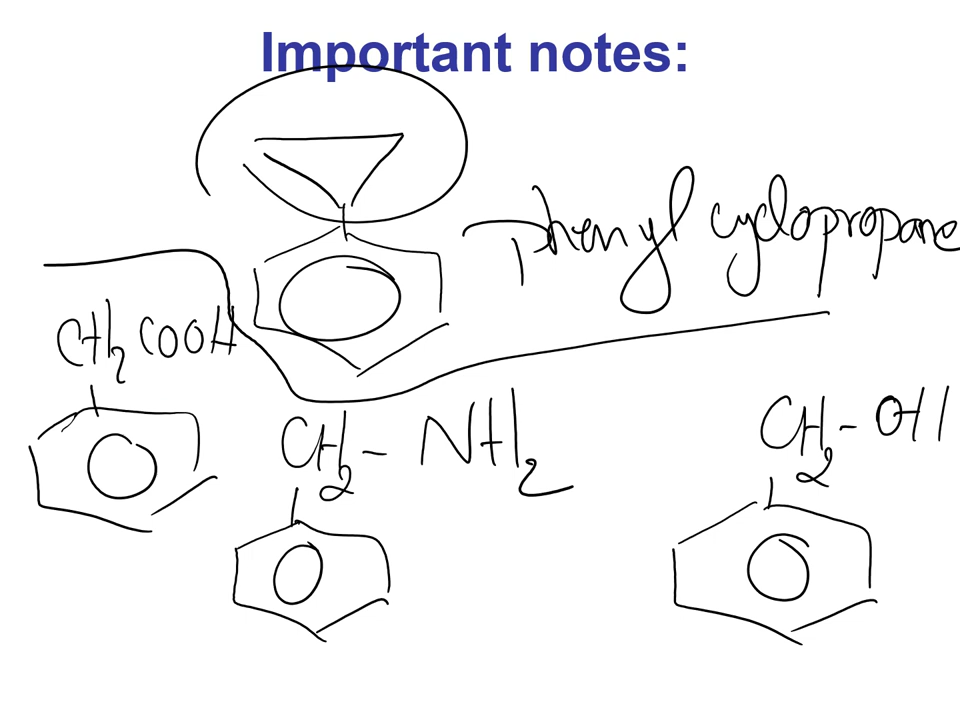 Important notes:
phenyl cyclopropane
CH2COOH
CH2-NH2
CH2-OH